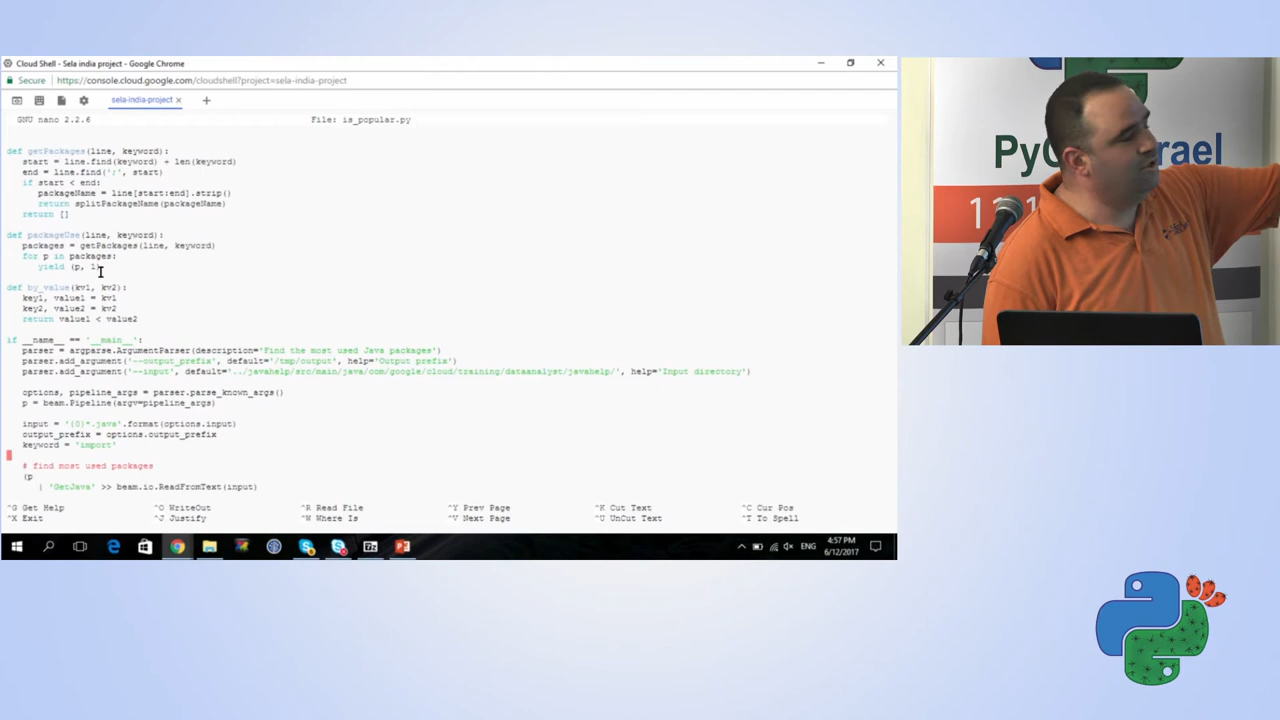 Cloud Shell - Sela india project - Google Chrome
Secure https://console.cloud.google.com/cloudshell?project=sela-india-project
sela-india-project
GNU nano 2.2.6 File: is_popular.py
def getPackages(line, keyword):
start = line.find(keyword) + len(keyword)
end = line.find(';', start)
if start < end:
packageName = line[start:end].strip()
return splitPackageName(packageName)
return []
def packageUse(line, keyword):
packages = getPackages(line, keyword)
for p in packages:
yield (p, 1)
def by_value(kv1, kv2):
key1, value1 = kv1
key2, value2 = kv2
return value1 < value2
if __name__ == '__main__':
parser = argparse.ArgumentParser(description='Find the most used Java packages')
parser.add_argument('--output_prefix', default='/tmp/output', help='Output prefix')
parser.add_argument('--input', default='../javahelp/src/main/java/com/google/cloud/training/dataanalyst/javahelp/', help='Input directory')
options, pipeline_args = parser.parse_known_args()
p = beam.Pipeline(argv=pipeline_args)
input = '{0}*.java'.format(options.input)
output_prefix = options.output_prefix
keyword = 'import'
# find most used packages
(p
| 'GetJava' >> beam.io.ReadFromText(input)
^G Get Help ^O WriteOut ^R Read File ^Y Prev Page ^K Cut Text ^C Cur Pos
^X Exit ^J Justify ^W Where Is ^V Next Page ^U UnCut Text ^T To Spell
ENG
4:57 PM
6/12/2017